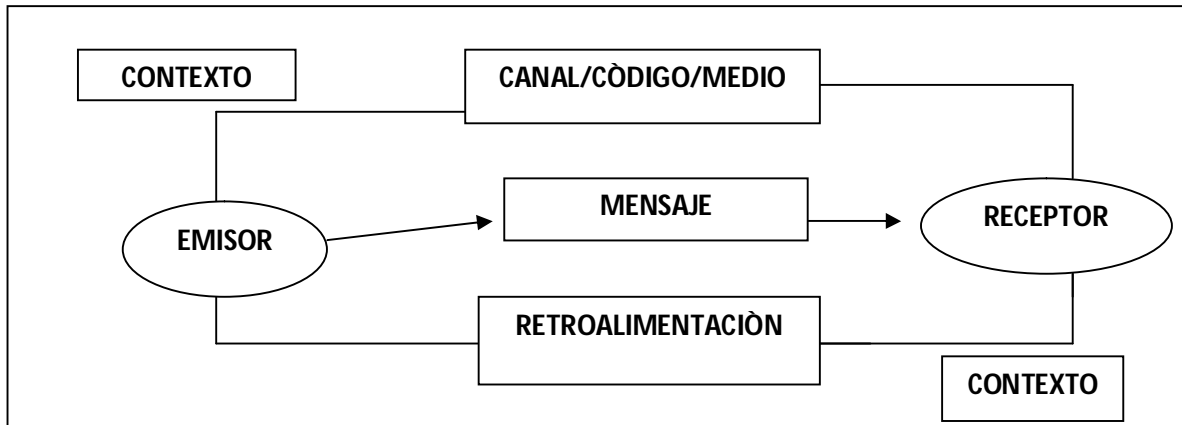 CONTEXTO
CANAL/CÒDIGO/MEDIO
MENSAJE
EMISOR
RECEPTOR
RETROALIMENTACIÒN
CONTEXTO